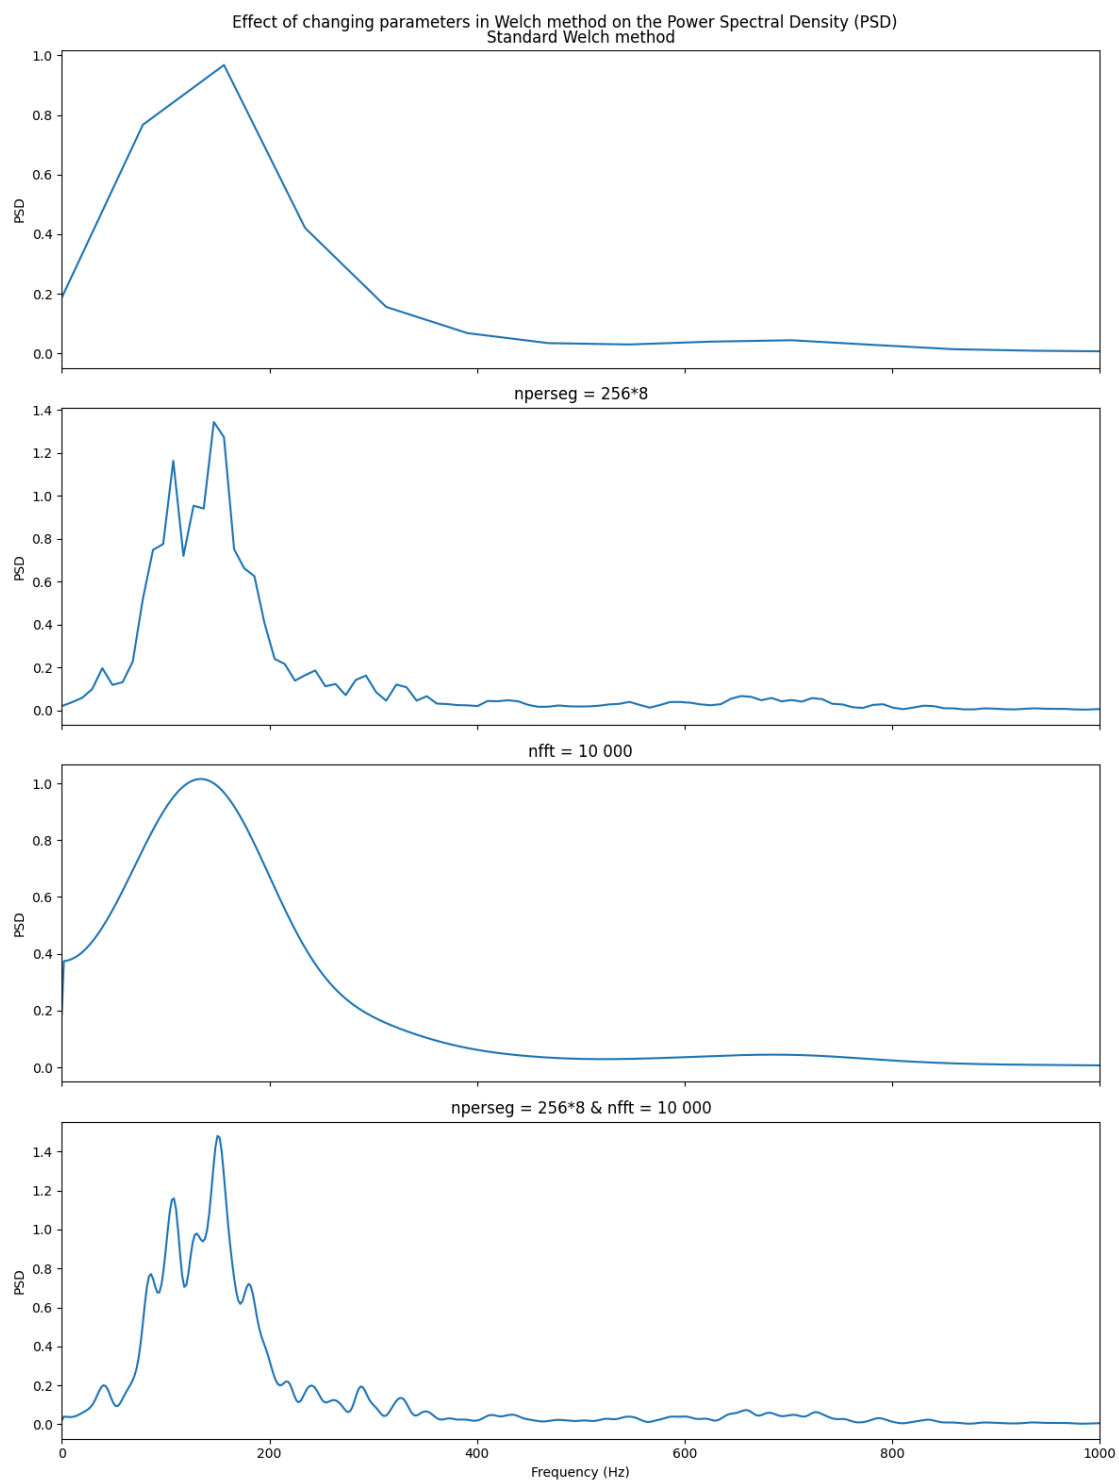 Effect of changing parameters in Welch method on the Power Spectral Density (PSD)
Standard Welch method
1.0
0.8
0.6
PSD
0.4
0.2
0.0
nperseg = 256*8
1.4
1.2
1.0
0.8
PSD
0.6
0.4
0.2
0.0
nfft = 10 000
1.0
0.8
0.6
PSD
0.4
0.2
0.0
nperseg = 256*8 & nfft = 10 000
1.4
1.2
1.0
0.8
PSD
0.6
0.4
0.2
0.0
0 200 400 600 800 1000
Frequency (Hz)